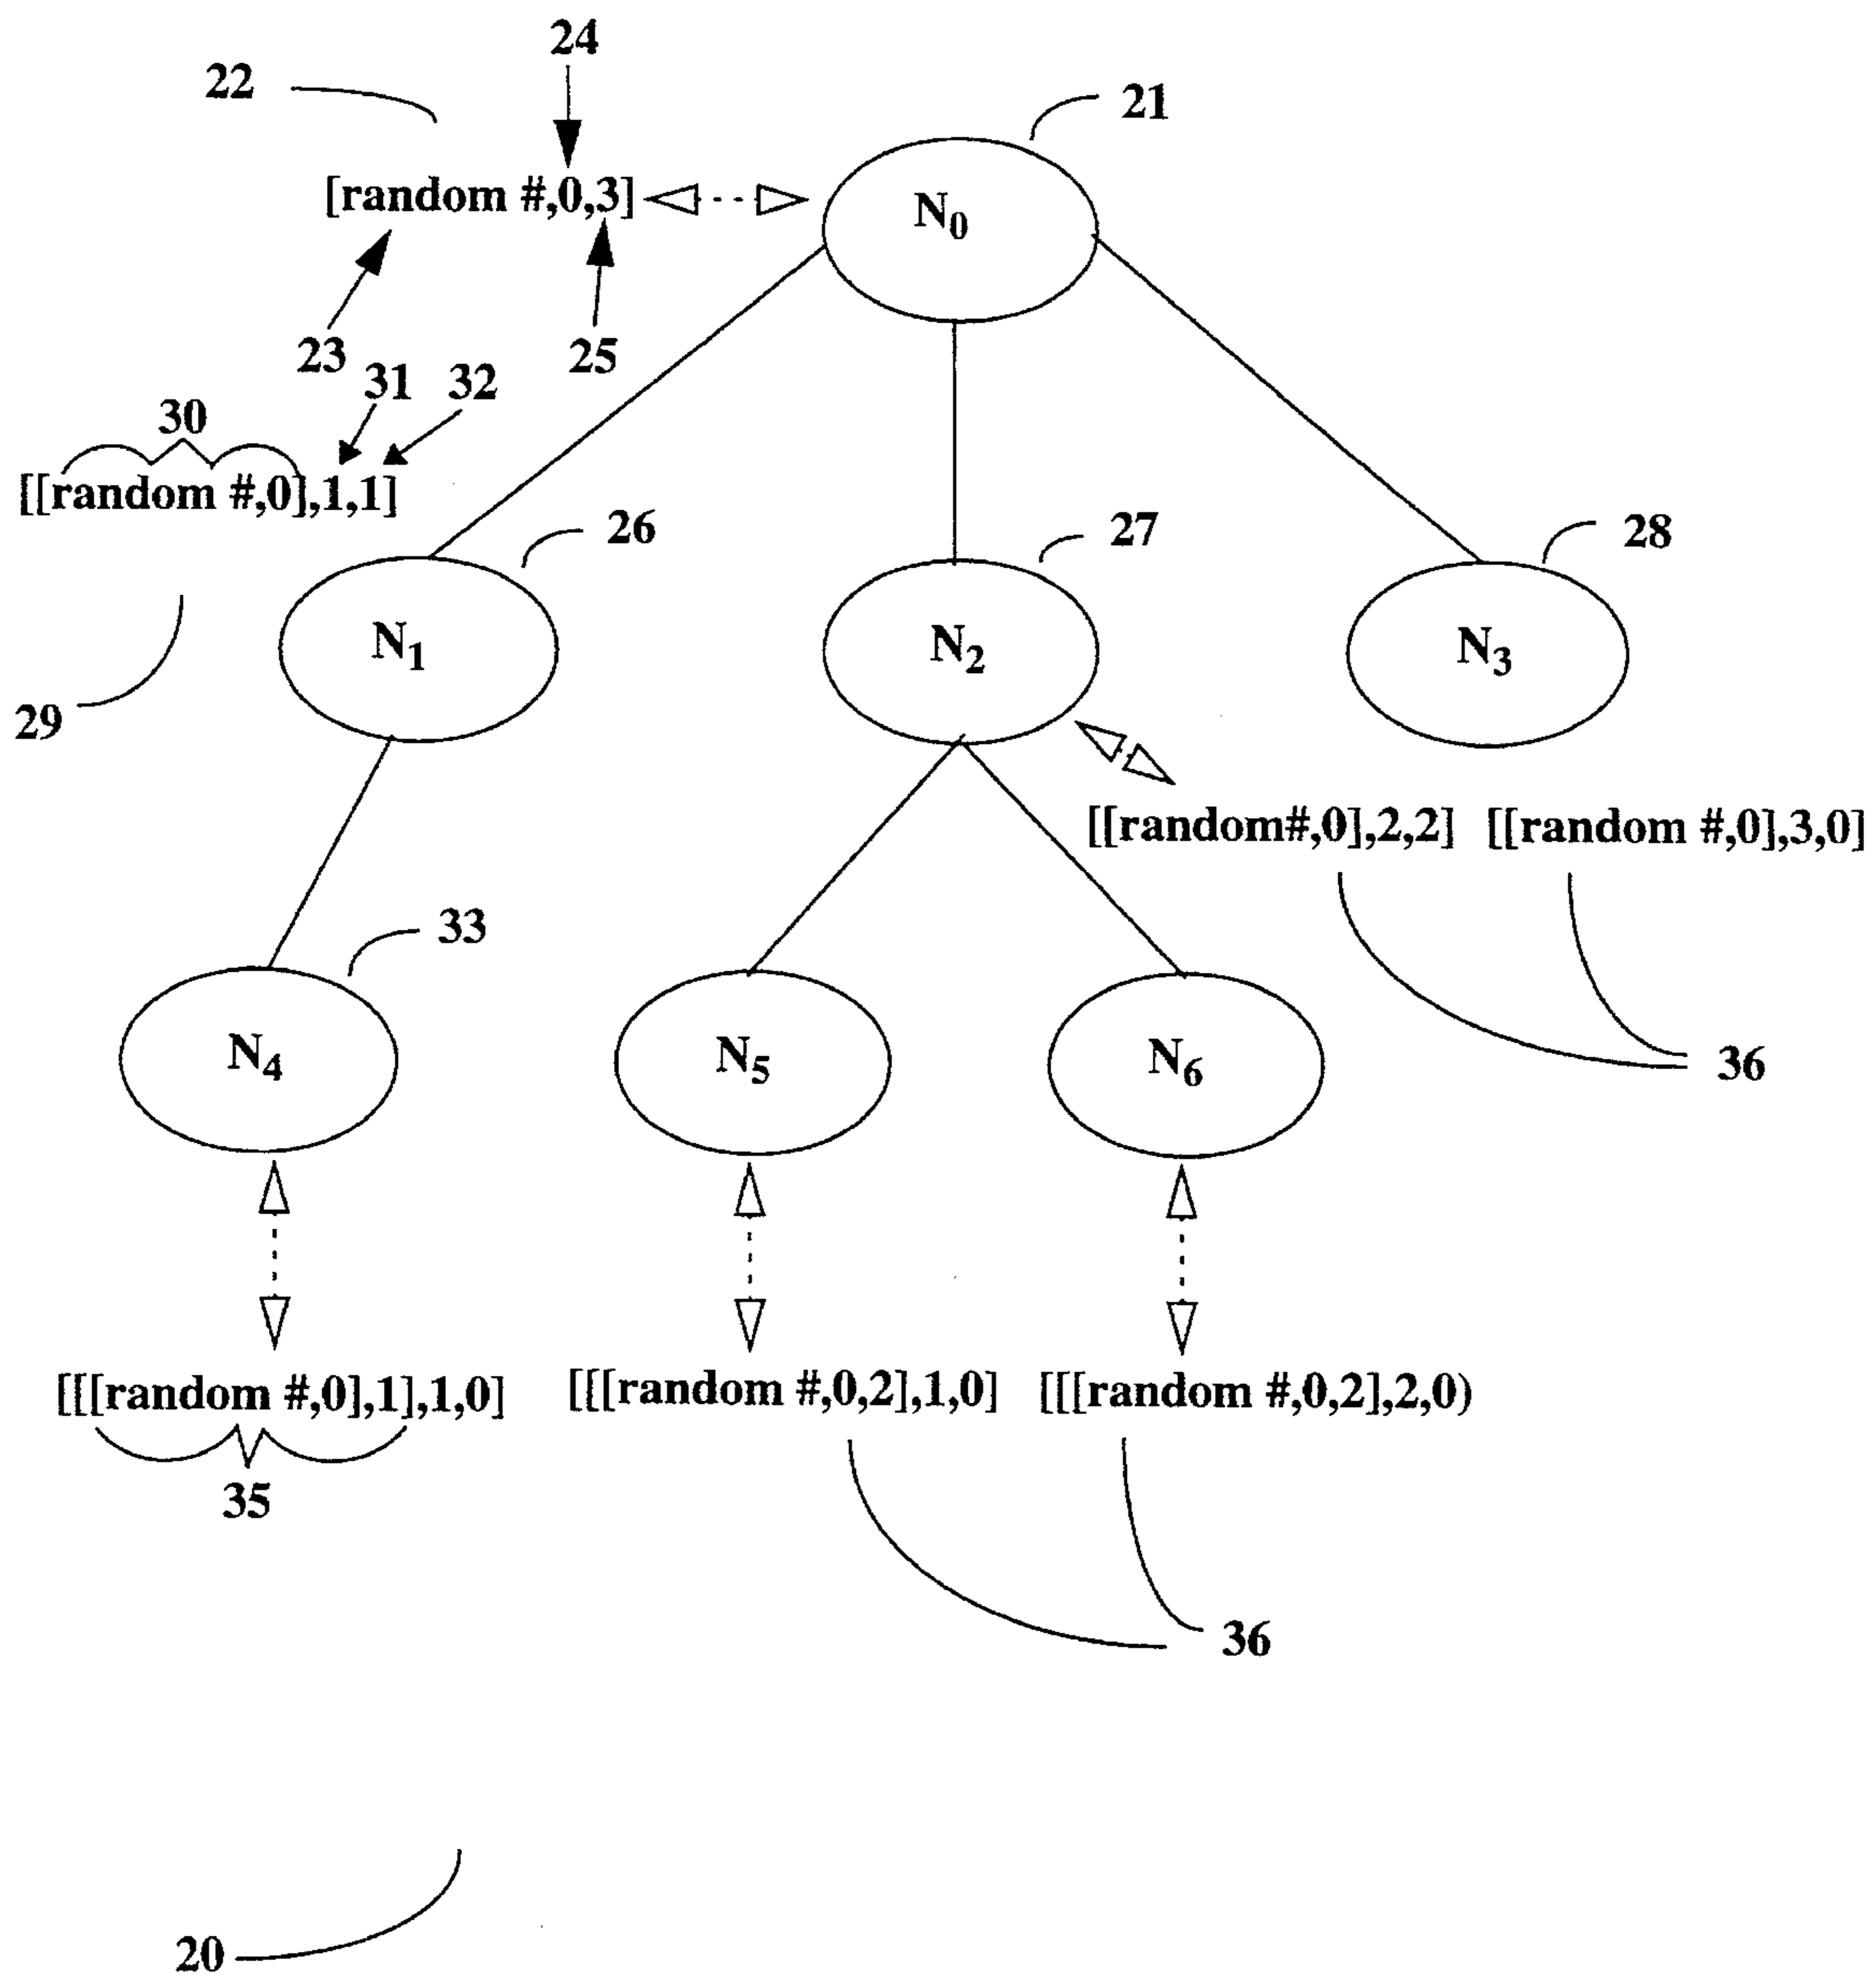 24
22
21
[random #,0,3]
N0
23
25
31 32
30
[[random #,0],1,1]
26
27
28
N1
N2
N3
29
[[random#,0],2,2] [[random #,0],3,0]
33
N4
N5
N6
36
[[[random #,0],1],1,0] [[[random #,0,2],1,0] [[[random #,0,2],2,0)
35
36
20